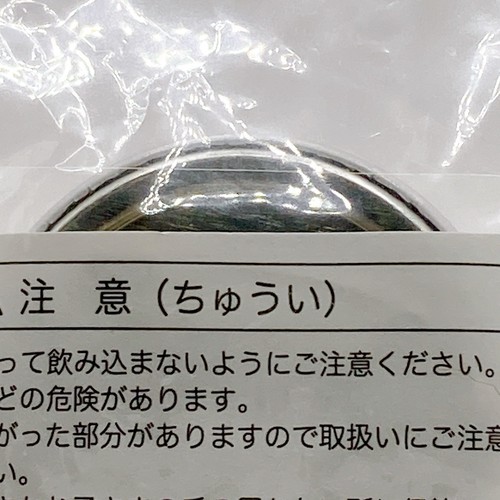 注 意（ちゅうい）
って飲み込まないようにご注意ください。
どの危険があります。
がった部分がありますので取扱いにご注意
い。